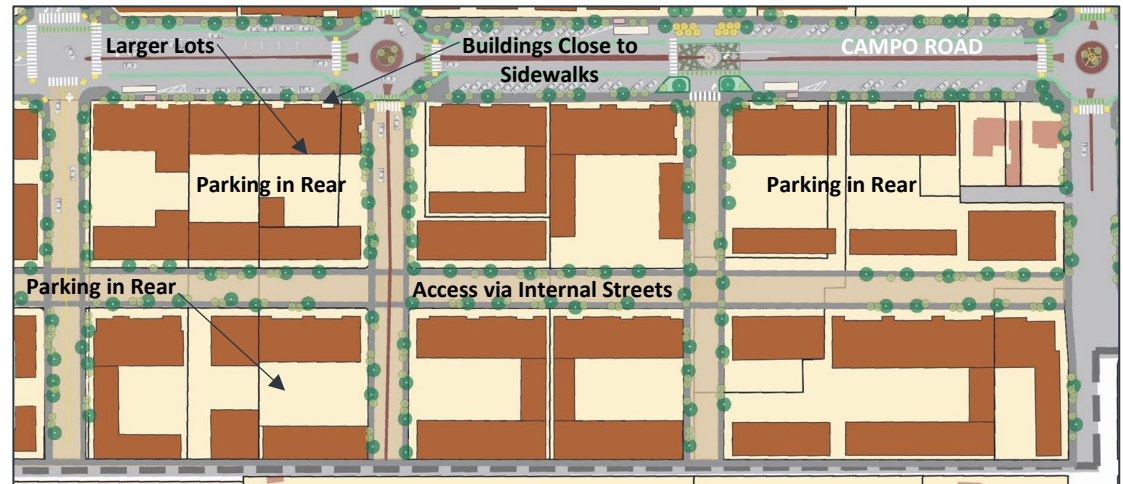 Larger Lots
Buildings Close to
Sidewalks
CAMPO ROAD
Parking in Rear
Parking in Rear
Parking in Rear
Access via Internal Streets